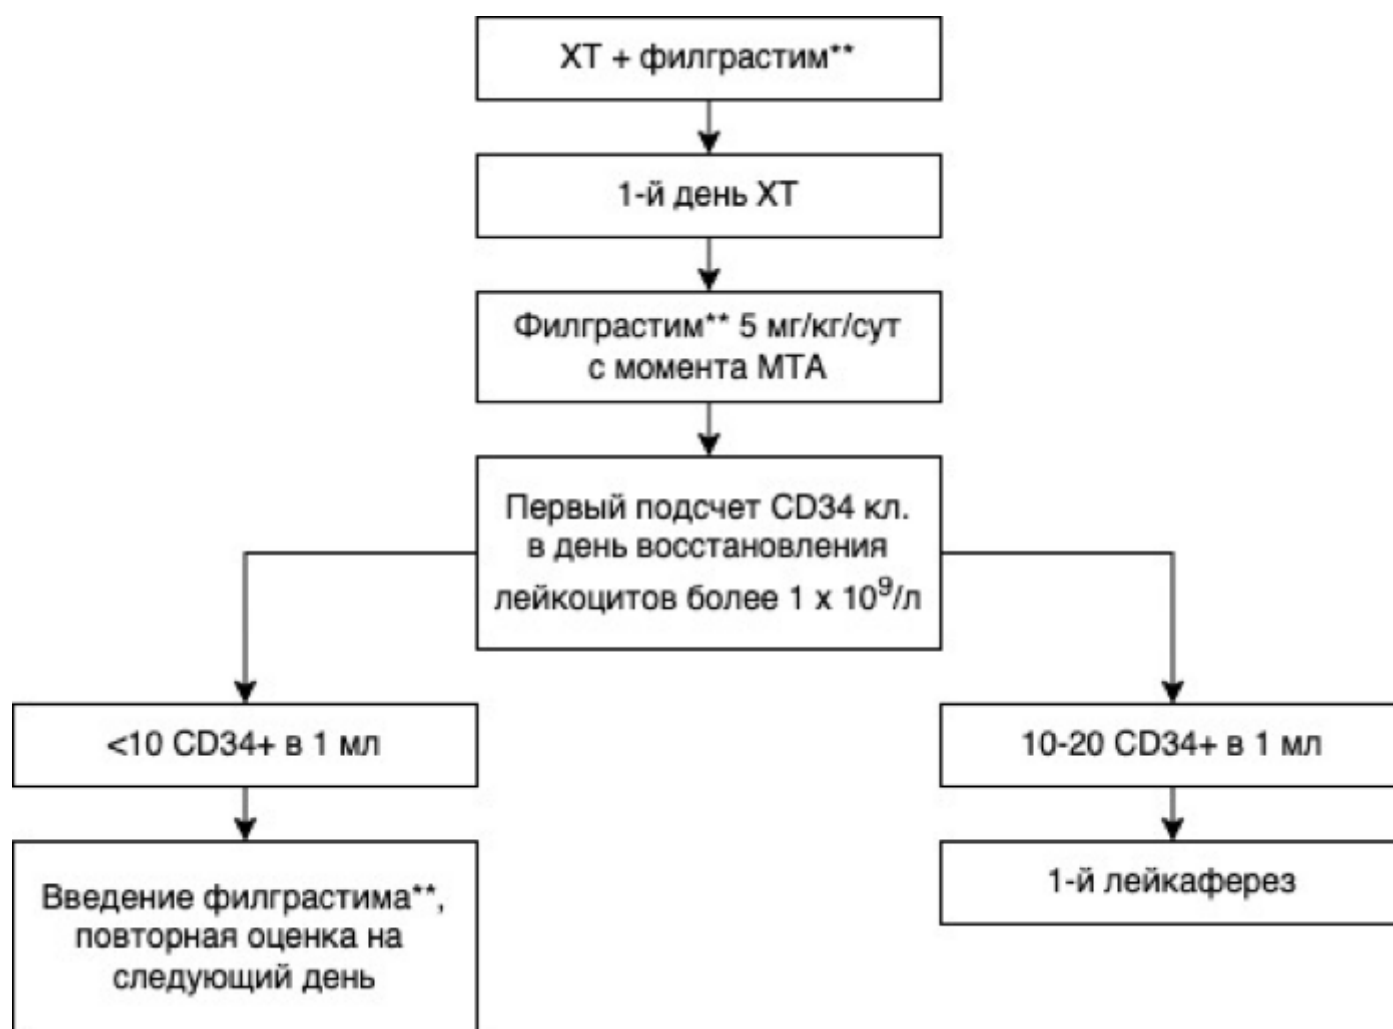 ХТ + филграстим**
1-й день ХТ
Филграстим** 5 мг/кг/сут
с момента МТА
Первый подсчет CD34 кл.
в день восстановления
лейкоцитов более 1 x 10⁹/л
<10 CD34+ в 1 мл
10-20 CD34+ в 1 мл
Введение филграстима**,
повторная оценка на
следующий день
1-й лейкаферез